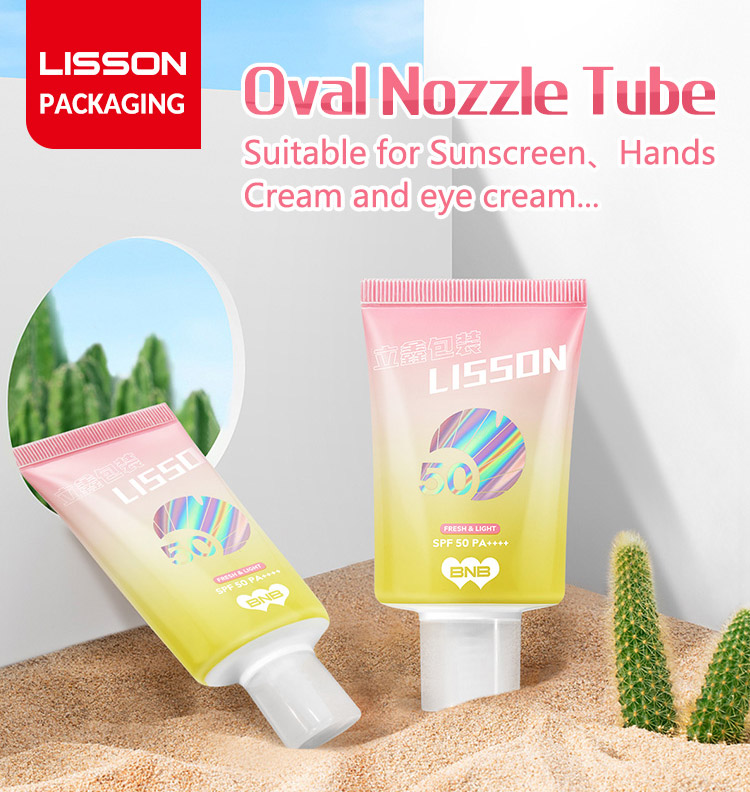 LISSON
PACKAGING
Oval Nozzle Tube
Suitable for Sunscreen、Hands
Cream and eye cream...
立鑫包装
LISSON
50
FRESH & LIGHT
SPF 50 PA++++
BNB
立鑫包装
LISSO
50
FRESH & LIGHT
SPF 50 PA++++
BNB